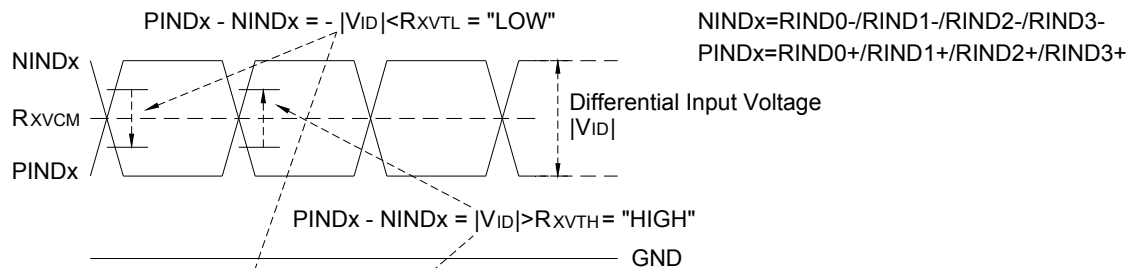 PINDx - NINDx = - |VID|<RXVTL = "LOW"
NINDx=RIND0-/RIND1-/RIND2-/RIND3-
PINDx=RIND0+/RIND1+/RIND2+/RIND3+
NINDx
RXVCM
PINDx
Differential Input Voltage
|VID|
PINDx - NINDx = |VID|>RXVTH = "HIGH"
GND